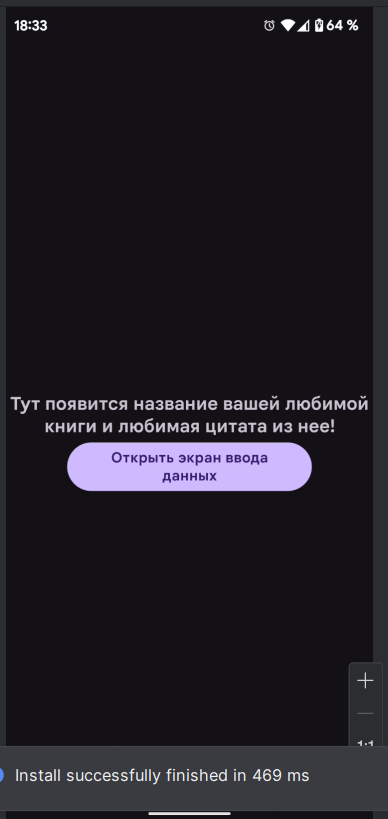 18:33
64 %
Тут появится название вашей любимой
книги и любимая цитата из нее!
Открыть экран ввода
данных
1:1
Install successfully finished in 469 ms